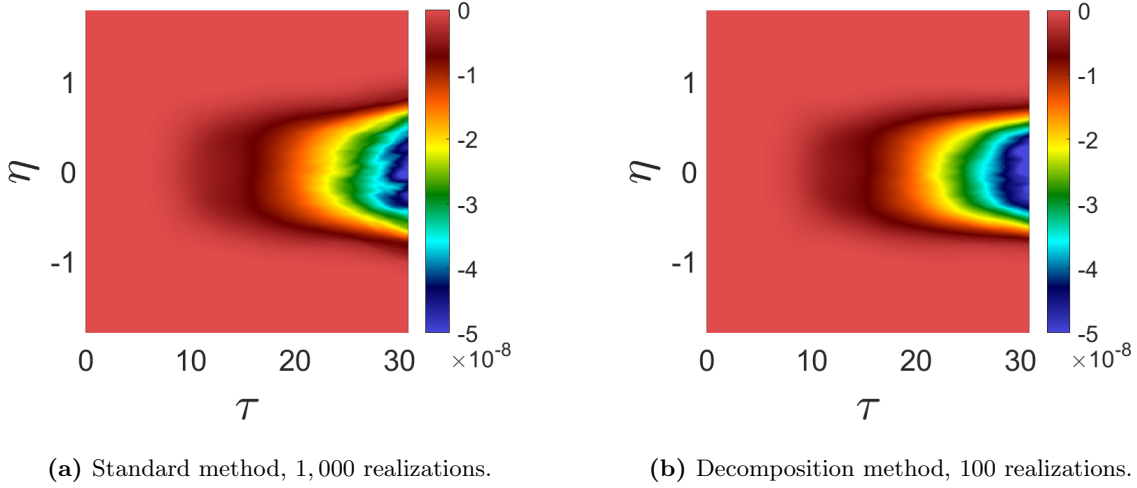 0
-1
-2
-3
-4
-5
×10^-8
1
0
-1
η
0 10 20 30
τ
0
-1
-2
-3
-4
-5
×10^-8
1
0
-1
η
0 10 20 30
τ
(a) Standard method, 1,000 realizations.
(b) Decomposition method, 100 realizations.